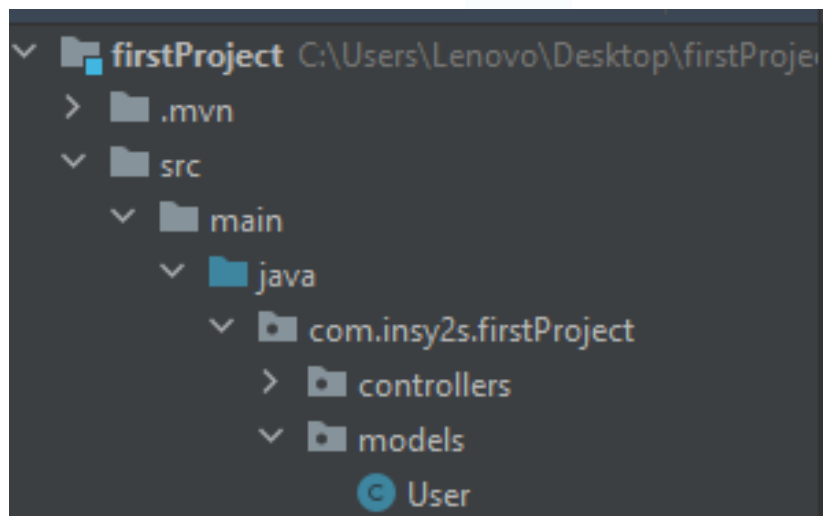 firstProject C:\Users\Lenovo\Desktop\firstProje
.mvn
src
main
java
com.insy2s.firstProject
controllers
models
C User